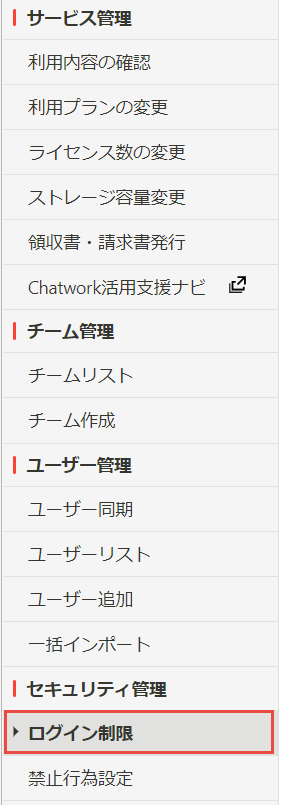 サービス管理
利用内容の確認
利用プランの変更
ライセンス数の変更
ストレージ容量変更
領収書・請求書発行
Chatwork活用支援ナビ
チーム管理
チームリスト
チーム作成
ユーザー管理
ユーザー同期
ユーザーリスト
ユーザー追加
一括インポート
セキュリティ管理
ログイン制限
禁止行為設定